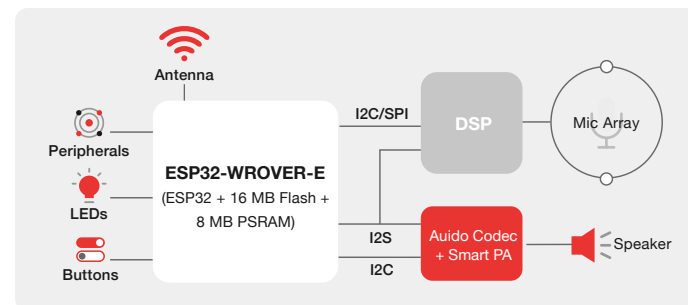 Antenna
Peripherals
LEDs
Buttons
ESP32-WROVER-E
(ESP32 + 16 MB Flash +
8 MB PSRAM)
I2C/SPI
I2S
I2C
DSP
Mic Array
Auido Codec
+ Smart PA
Speaker